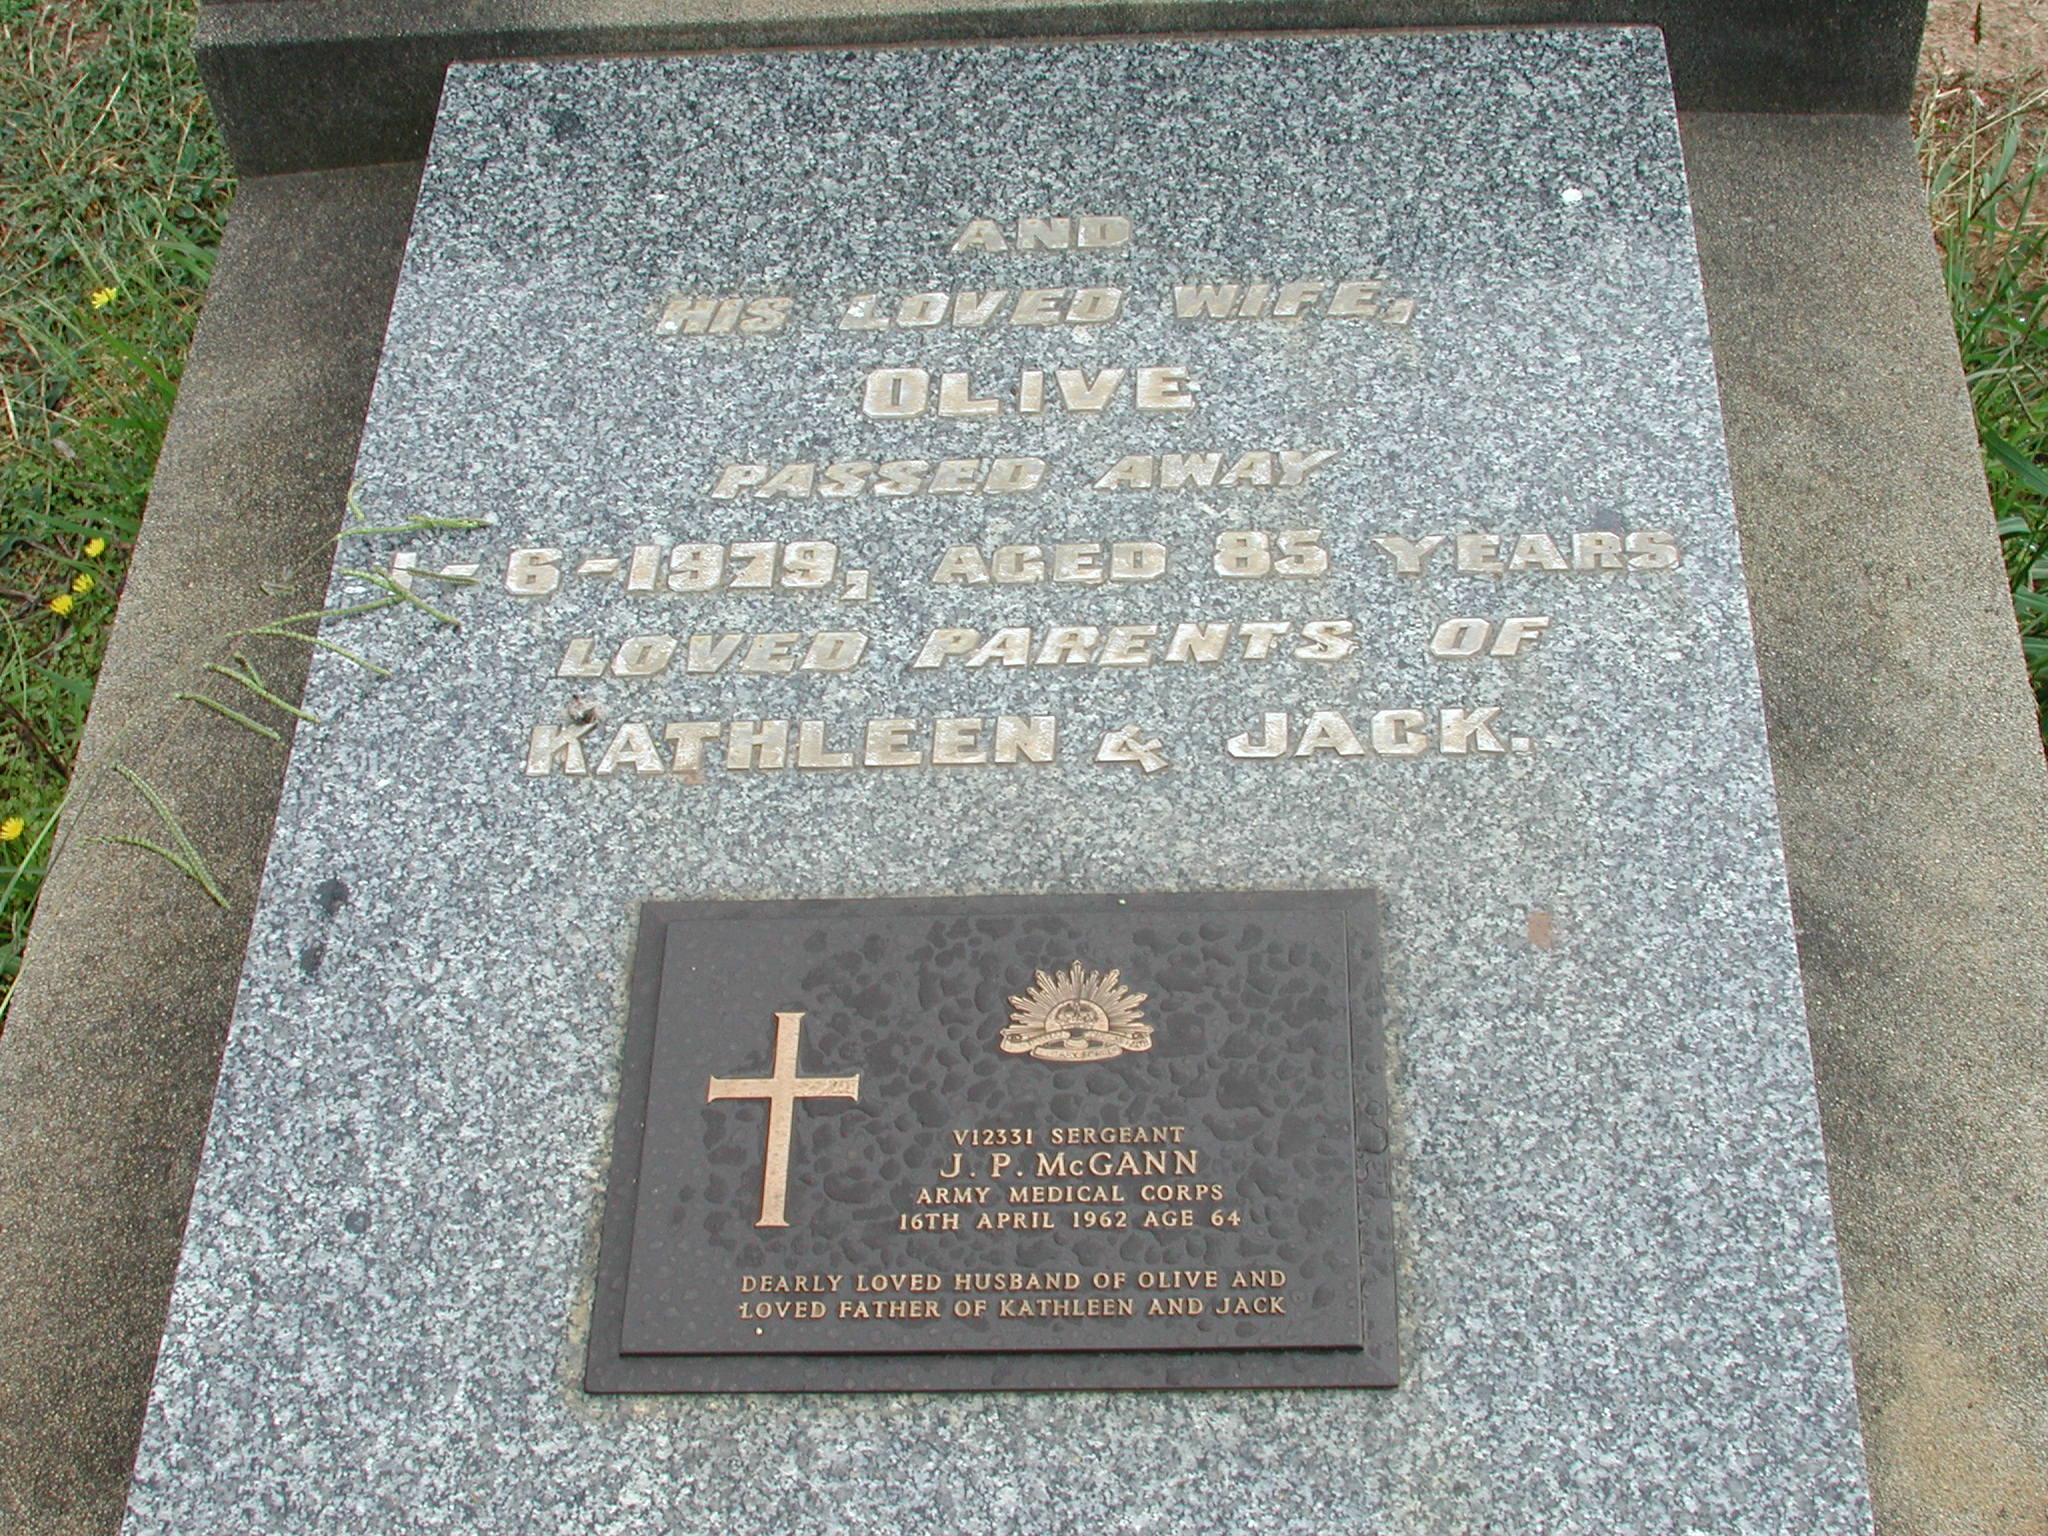 AND
HIS LOVED WIFE,
OLIVE
PASSED AWAY
1-6-1979, AGED 85 YEARS
LOVED PARENTS OF
KATHLEEN & JACK.
V12331 SERGEANT
J. P. McGANN
ARMY MEDICAL CORPS
16TH APRIL 1962 AGE 64
DEARLY LOVED HUSBAND OF OLIVE AND
LOVED FATHER OF KATHLEEN AND JACK